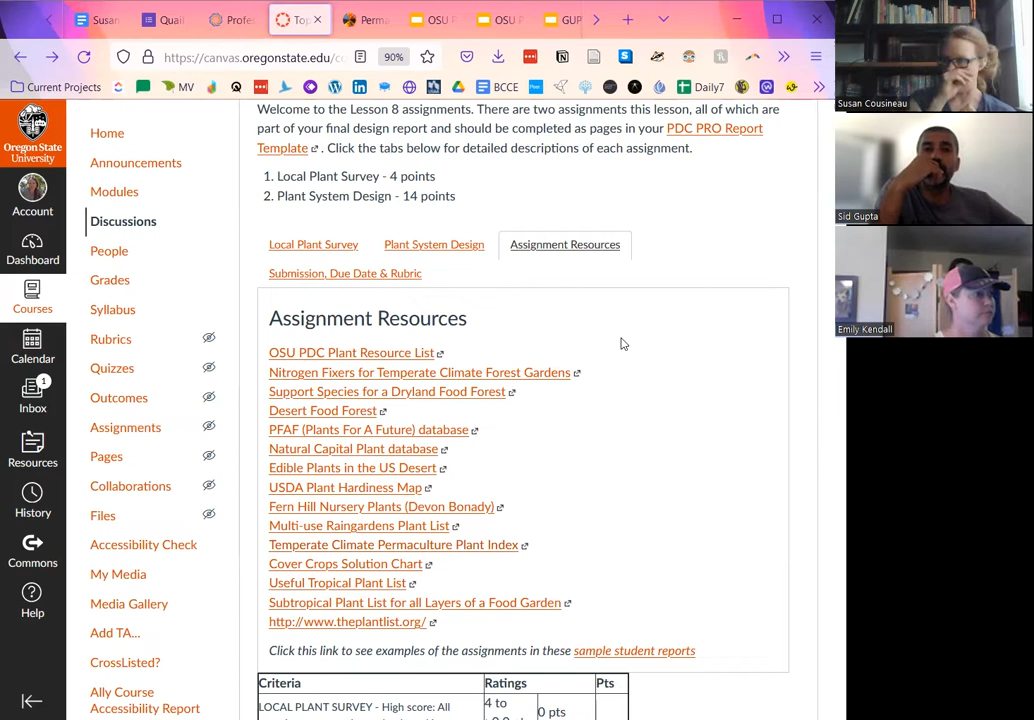 Susan
Quail
Profes
Top
Perma
OSU P
OSU P
GUP
https://canvas.oregonstate.edu/co
90%
Current Projects
MV
BCCE
Daily7
Oregon State
University
Account
Dashboard
Courses
Calendar
1
Inbox
Resources
History
Commons
Help
Home
Announcements
Modules
Discussions
People
Grades
Syllabus
Rubrics
Quizzes
Outcomes
Assignments
Pages
Collaborations
Files
Accessibility Check
My Media
Media Gallery
Add TA...
CrossListed?
Ally Course
Accessibility Report
Welcome to the Lesson 8 assignments. There are two assignments this lesson, all of which are
part of your final design report and should be completed as pages in your PDC PRO Report
Template . Click the tabs below for detailed descriptions of each assignment.
1. Local Plant Survey - 4 points
2. Plant System Design - 14 points
Local Plant Survey
Plant System Design
Assignment Resources
Submission, Due Date & Rubric
Assignment Resources
OSU PDC Plant Resource List
Nitrogen Fixers for Temperate Climate Forest Gardens
Support Species for a Dryland Food Forest
Desert Food Forest
PFAF (Plants For A Future) database
Natural Capital Plant database
Edible Plants in the US Desert
USDA Plant Hardiness Map
Fern Hill Nursery Plants (Devon Bonady)
Multi-use Raingardens Plant List
Temperate Climate Permaculture Plant Index
Cover Crops Solution Chart
Useful Tropical Plant List
Subtropical Plant List for all Layers of a Food Garden
http://www.theplantlist.org/
Click this link to see examples of the assignments in these sample student reports
Criteria
Ratings
Pts
LOCAL PLANT SURVEY - High score: All
4 to
0 pts
Susan Cousineau
Sid Gupta
Emily Kendall